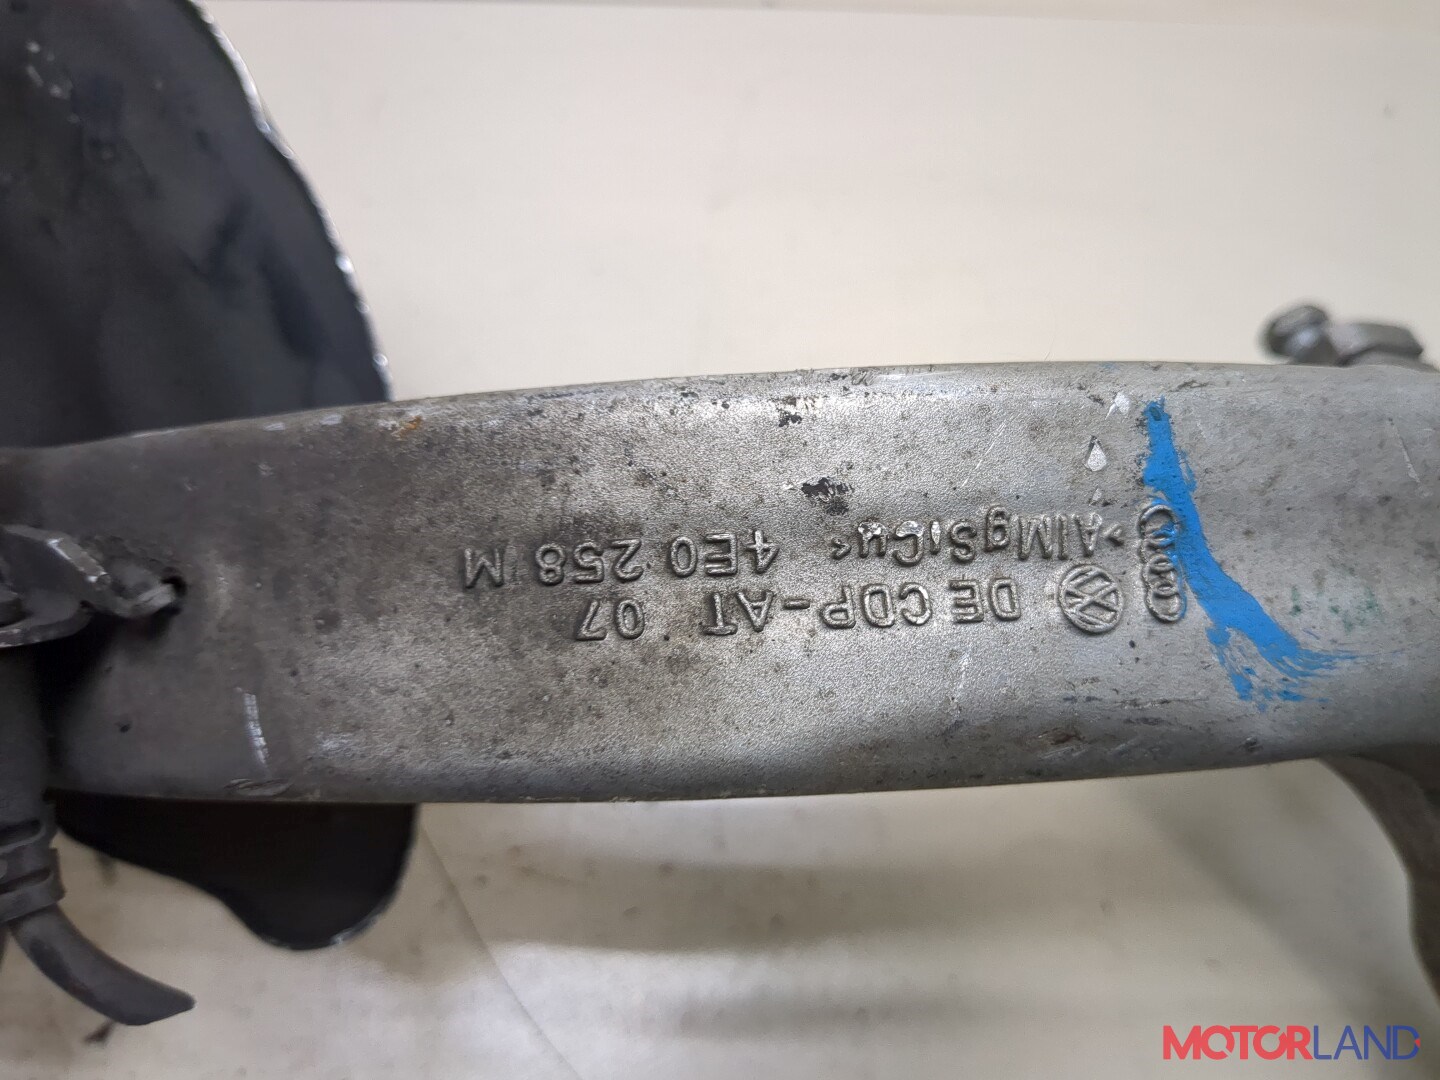 DE CDP-AT 07
>AlMgSiCu< 4E0 258 M
MOTORLAND